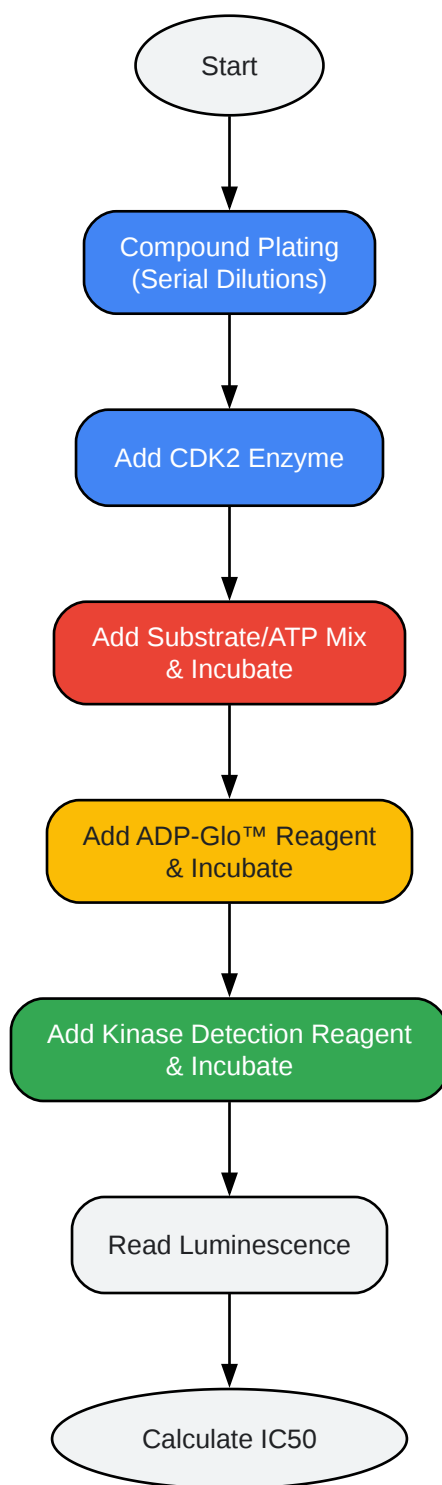 Start
Compound Plating
(Serial Dilutions)
Add CDK2 Enzyme
Add Substrate/ATP Mix
& Incubate
Add ADP-Glo™ Reagent
& Incubate
Add Kinase Detection Reagent
& Incubate
Read Luminescence
Calculate IC50